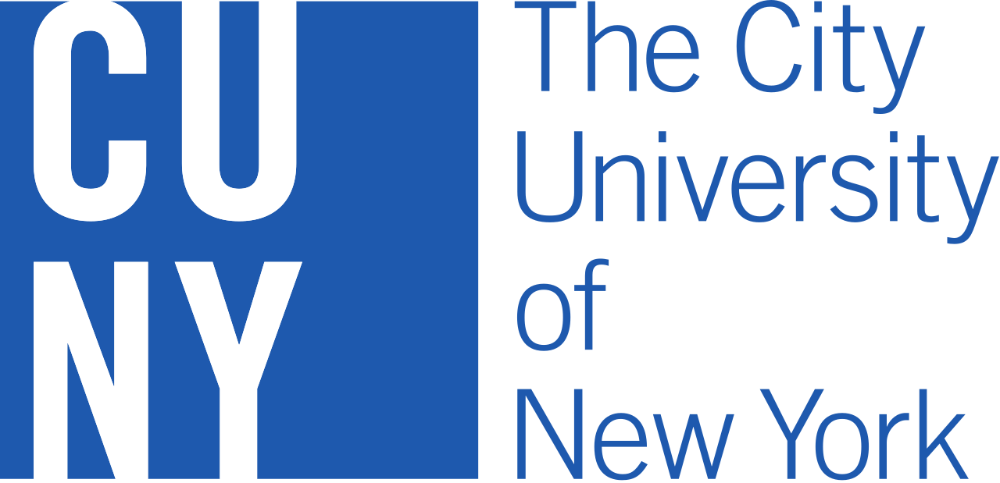 CU
NY
The City
University
of
New York